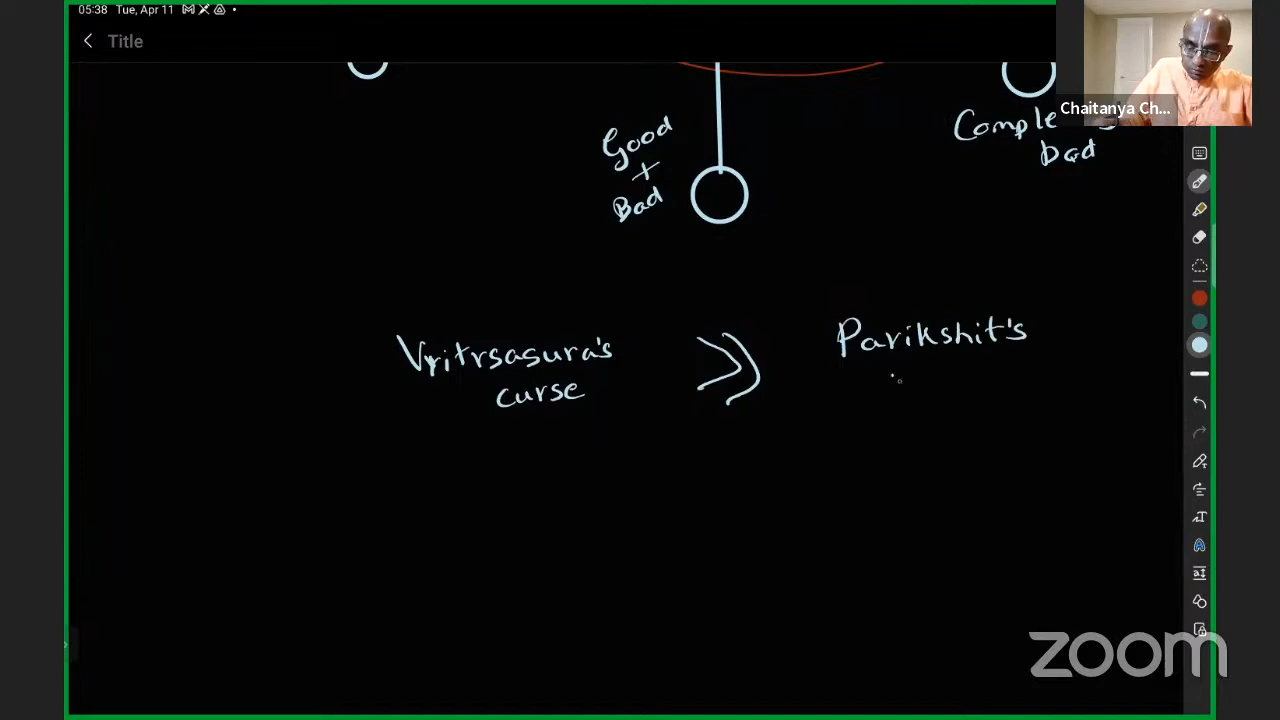 05:38 Tue, Apr 11
Title
Chaitanya Ch...
Good
+
Bad
Comple
bad
Vritrsasura's
curse
>>
Parikshit's
zoom